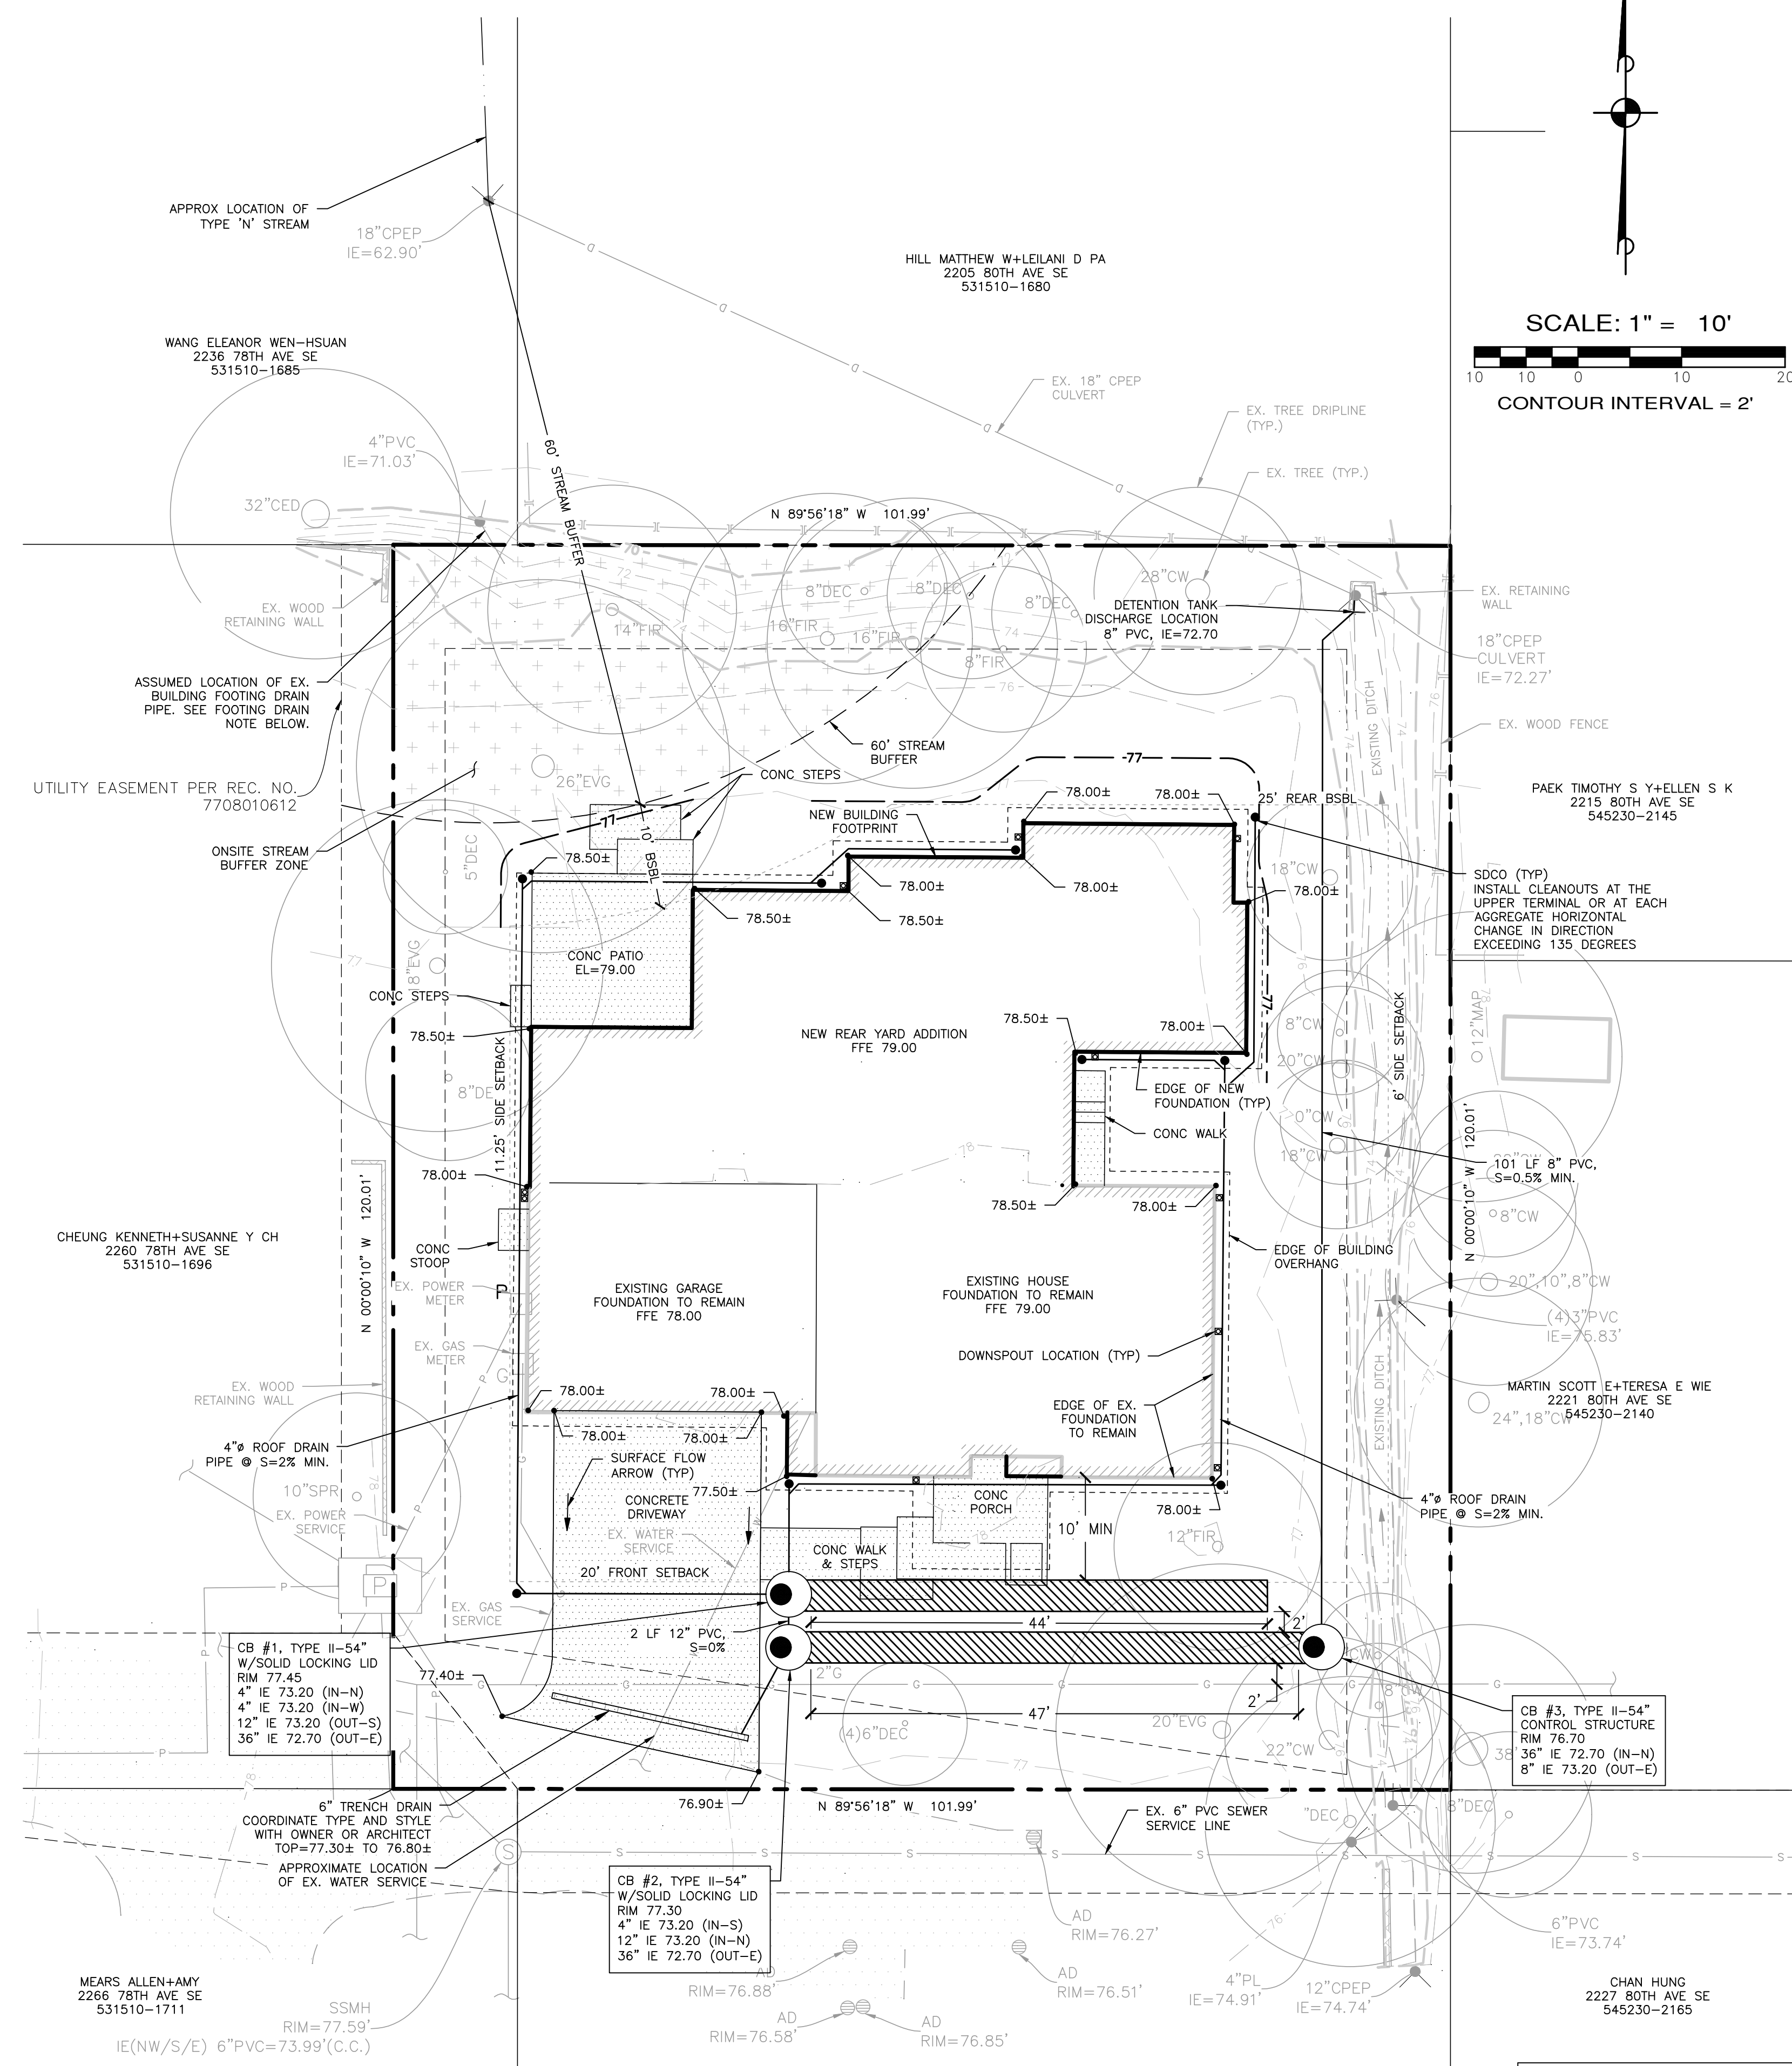 SCALE: 1" = 10'
10 10 0 10 20
CONTOUR INTERVAL = 2'
APPROX LOCATION OF
TYPE 'N' STREAM
18"CPEP
IE=62.90'
HILL MATTHEW W+LEILANI D PA
2205 80TH AVE SE
531510-1680
WANG ELEANOR WEN-HSUAN
2236 78TH AVE SE
531510-1685
EX. 18" CPEP
CULVERT
EX. TREE DRIPLINE
(TYP.)
EX. TREE (TYP.)
4"PVC
IE=71.03'
32"CED
60' STREAM BUFFER
N 89°56'18" W 101.99'
70
72
74
76
EX. WOOD
RETAINING WALL
14"FIR
8"DEC
16"FIR
8"DEC
16"FIR
8"DEC
8"FIR
28"CW
DETENTION TANK
DISCHARGE LOCATION
8" PVC, IE=72.70
EX. RETAINING
WALL
18"CPEP
CULVERT
IE=72.27'
EX. WOOD FENCE
EXISTING DITCH
ASSUMED LOCATION OF EX.
BUILDING FOOTING DRAIN
PIPE. SEE FOOTING DRAIN
NOTE BELOW.
UTILITY EASEMENT PER REC. NO.
7708010612
ONSITE STREAM
BUFFER ZONE
26"EVG
5"DEC
18"EVG
8"DE
60' STREAM
BUFFER
CONC STEPS
NEW BUILDING
FOOTPRINT
10' BSBL
77
77
77
78.00±
78.00±
25' REAR BSBL
78.50±
78.50±
78.50±
78.00±
78.00±
78.00±
18"CW
PAEK TIMOTHY S Y+ELLEN S K
2215 80TH AVE SE
545230-2145
SDCO (TYP)
INSTALL CLEANOUTS AT THE
UPPER TERMINAL OR AT EACH
AGGREGATE HORIZONTAL
CHANGE IN DIRECTION
EXCEEDING 135 DEGREES
CONC PATIO
EL=79.00
CONC STEPS
78.50±
11.25' SIDE SETBACK
78.00±
NEW REAR YARD ADDITION
FFE 79.00
78.50±
78.00±
8"CW
20"CW
18"CW
6' SIDE SETBACK
12"MAP
EDGE OF NEW
FOUNDATION (TYP)
CONC WALK
78.50±
78.00±
101 LF 8" PVC,
S=0.5% MIN.
N 00°00'10" W 120.01'
8"CW
20",10",8"CW
(4)3"PVC
IE=75.83'
CHEUNG KENNETH+SUSANNE Y CH
2260 78TH AVE SE
531510-1696
N 00°00'10" W 120.01'
CONC
STOOP
EX. POWER
METER
P
EX. GAS
METER
G
EX. WOOD
RETAINING WALL
EXISTING GARAGE
FOUNDATION TO REMAIN
FFE 78.00
EXISTING HOUSE
FOUNDATION TO REMAIN
FFE 79.00
EDGE OF BUILDING
OVERHANG
DOWNSPOUT LOCATION (TYP)
EDGE OF EX.
FOUNDATION
TO REMAIN
EXISTING DITCH
MARTIN SCOTT E+TERESA E WIE
2221 80TH AVE SE
545230-2140
24",18"CW
78.00±
78.00±
78.00±
78.00±
4"ø ROOF DRAIN
PIPE @ S=2% MIN.
10"SPR
EX. POWER
SERVICE
SURFACE FLOW
ARROW (TYP)
CONCRETE
DRIVEWAY
EX. WATER
SERVICE
20' FRONT SETBACK
77.50±
CONC
PORCH
CONC WALK
& STEPS
10' MIN
78.00±
12"FIR
4"ø ROOF DRAIN
PIPE @ S=2% MIN.
EX. GAS
SERVICE
2 LF 12" PVC,
S=0%
44'
2'
2'
47'
CB #1, TYPE II-54"
W/SOLID LOCKING LID
RIM 77.45
4" IE 73.20 (IN-N)
4" IE 73.20 (IN-W)
12" IE 73.20 (OUT-S)
36" IE 72.70 (OUT-E)
77.40±
2"G
(4)6"DEC
20"EVG
22"CW
CB #3, TYPE II-54"
CONTROL STRUCTURE
RIM 76.70
36" IE 72.70 (IN-N)
8" IE 73.20 (OUT-E)
6" TRENCH DRAIN
COORDINATE TYPE AND STYLE
WITH OWNER OR ARCHITECT
TOP=77.30± TO 76.80±
APPROXIMATE LOCATION
OF EX. WATER SERVICE
76.90±
N 89°56'18" W 101.99'
EX. 6" PVC SEWER
SERVICE LINE
8"DEC
CB #2, TYPE II-54"
W/SOLID LOCKING LID
RIM 77.30
4" IE 73.20 (IN-S)
12" IE 73.20 (IN-N)
36" IE 72.70 (OUT-E)
AD
RIM=76.27'
AD
RIM=76.88'
AD
RIM=76.51'
AD
RIM=76.58'
AD
RIM=76.85'
4"PL
IE=74.91'
12"CPEP
IE=74.74'
6"PVC
IE=73.74'
MEARS ALLEN+AMY
2266 78TH AVE SE
531510-1711
SSMH
RIM=77.59'
IE(NW/S/E) 6"PVC=73.99'(C.C.)
CHAN HUNG
2227 80TH AVE SE
545230-2165